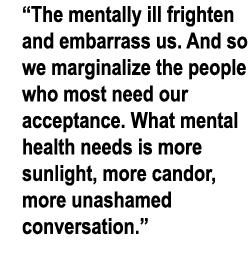 “The mentally ill frighten
and embarrass us. And so
we marginalize the people
who most need our
acceptance. What mental
health needs is more
sunlight, more candor,
more unashamed
conversation.”